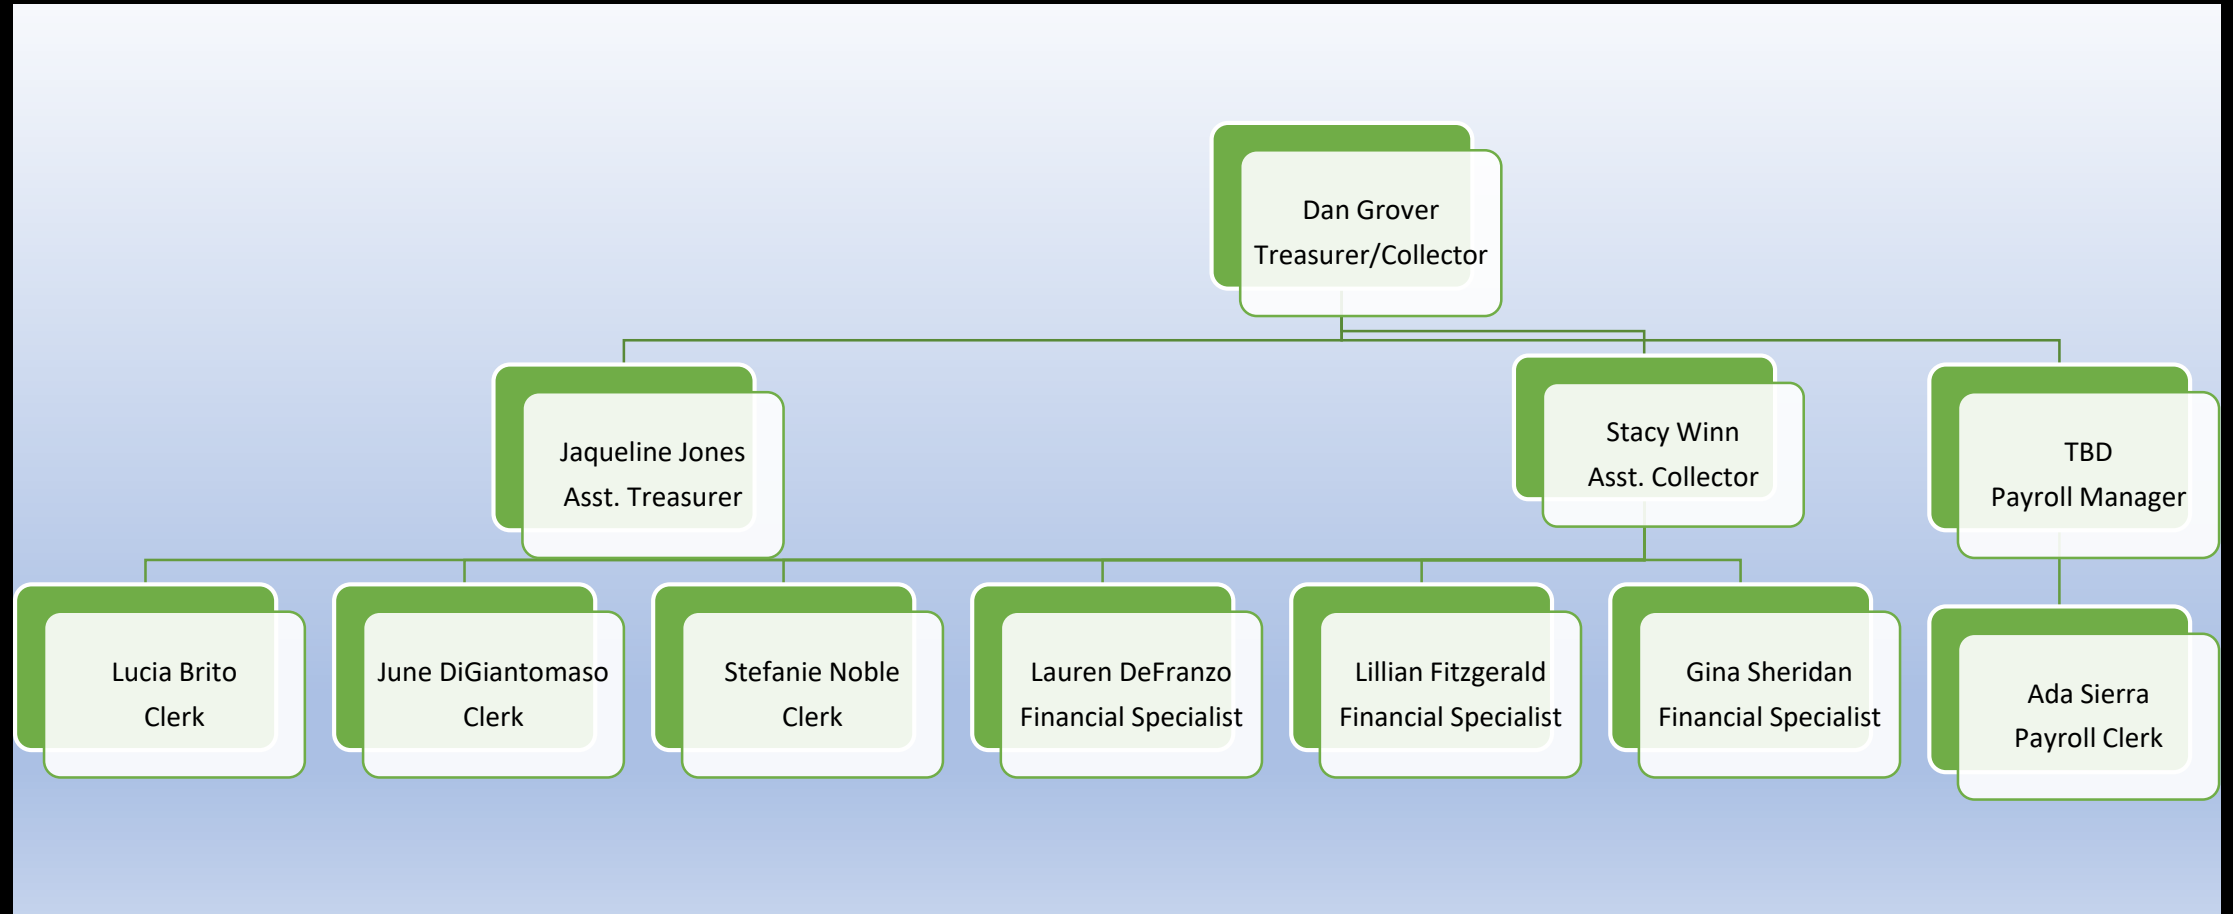 Dan Grover
Treasurer/Collector
Jaqueline Jones
Asst. Treasurer
Stacy Winn
Asst. Collector
TBD
Payroll Manager
Lucia Brito
Clerk
June DiGiantomaso
Clerk
Stefanie Noble
Clerk
Lauren DeFranzo
Financial Specialist
Lillian Fitzgerald
Financial Specialist
Gina Sheridan
Financial Specialist
Ada Sierra
Payroll Clerk